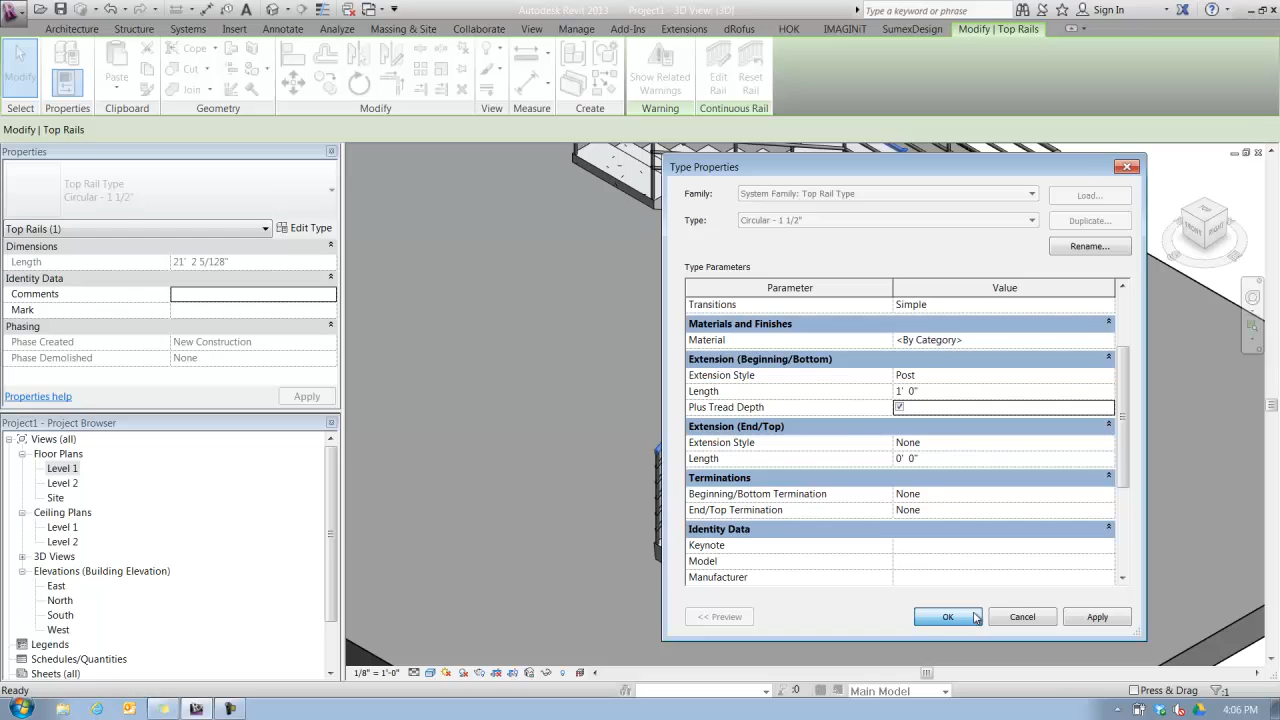 Autodesk Revit 2013 - Project1 - 3D View: {3D}
Type a keyword or phrase
Sign In
Architecture Structure Systems Insert Annotate Analyze Massing & Site Collaborate View Manage Add-Ins Extensions dRofus HOK IMAGINiT SumexDesign Modify | Top Rails
Modify
Paste
Cope
Cut
Join
Show Related Warnings
Edit Rail
Reset Rail
Select Properties Clipboard Geometry Modify View Measure Create Warning Continuous Rail
Modify | Top Rails
Properties
Top Rail Type
Circular - 1 1/2"
Top Rails (1)
Edit Type
Dimensions
Length 21' 2 5/128"
Identity Data
Comments
Mark
Phasing
Phase Created New Construction
Phase Demolished None
Properties help
Apply
Project1 - Project Browser
Views (all)
Floor Plans
Level 1
Level 2
Site
Ceiling Plans
Level 1
Level 2
3D Views
Elevations (Building Elevation)
East
North
South
West
Legends
Schedules/Quantities
Sheets (all)
Type Properties
Family: System Family: Top Rail Type Load...
Type: Circular - 1 1/2" Duplicate...
Rename...
Type Parameters
Parameter Value
Transitions Simple
Materials and Finishes
Material <By Category>
Extension (Beginning/Bottom)
Extension Style Post
Length 1' 0"
Plus Tread Depth
Extension (End/Top)
Extension Style None
Length 0' 0"
Terminations
Beginning/Bottom Termination None
End/Top Termination None
Identity Data
Keynote
Model
Manufacturer
<< Preview OK Cancel Apply
TOP
FRONT
RIGHT
1/8" = 1'-0"
Ready
:0
Main Model
Press & Drag
:1
4:06 PM